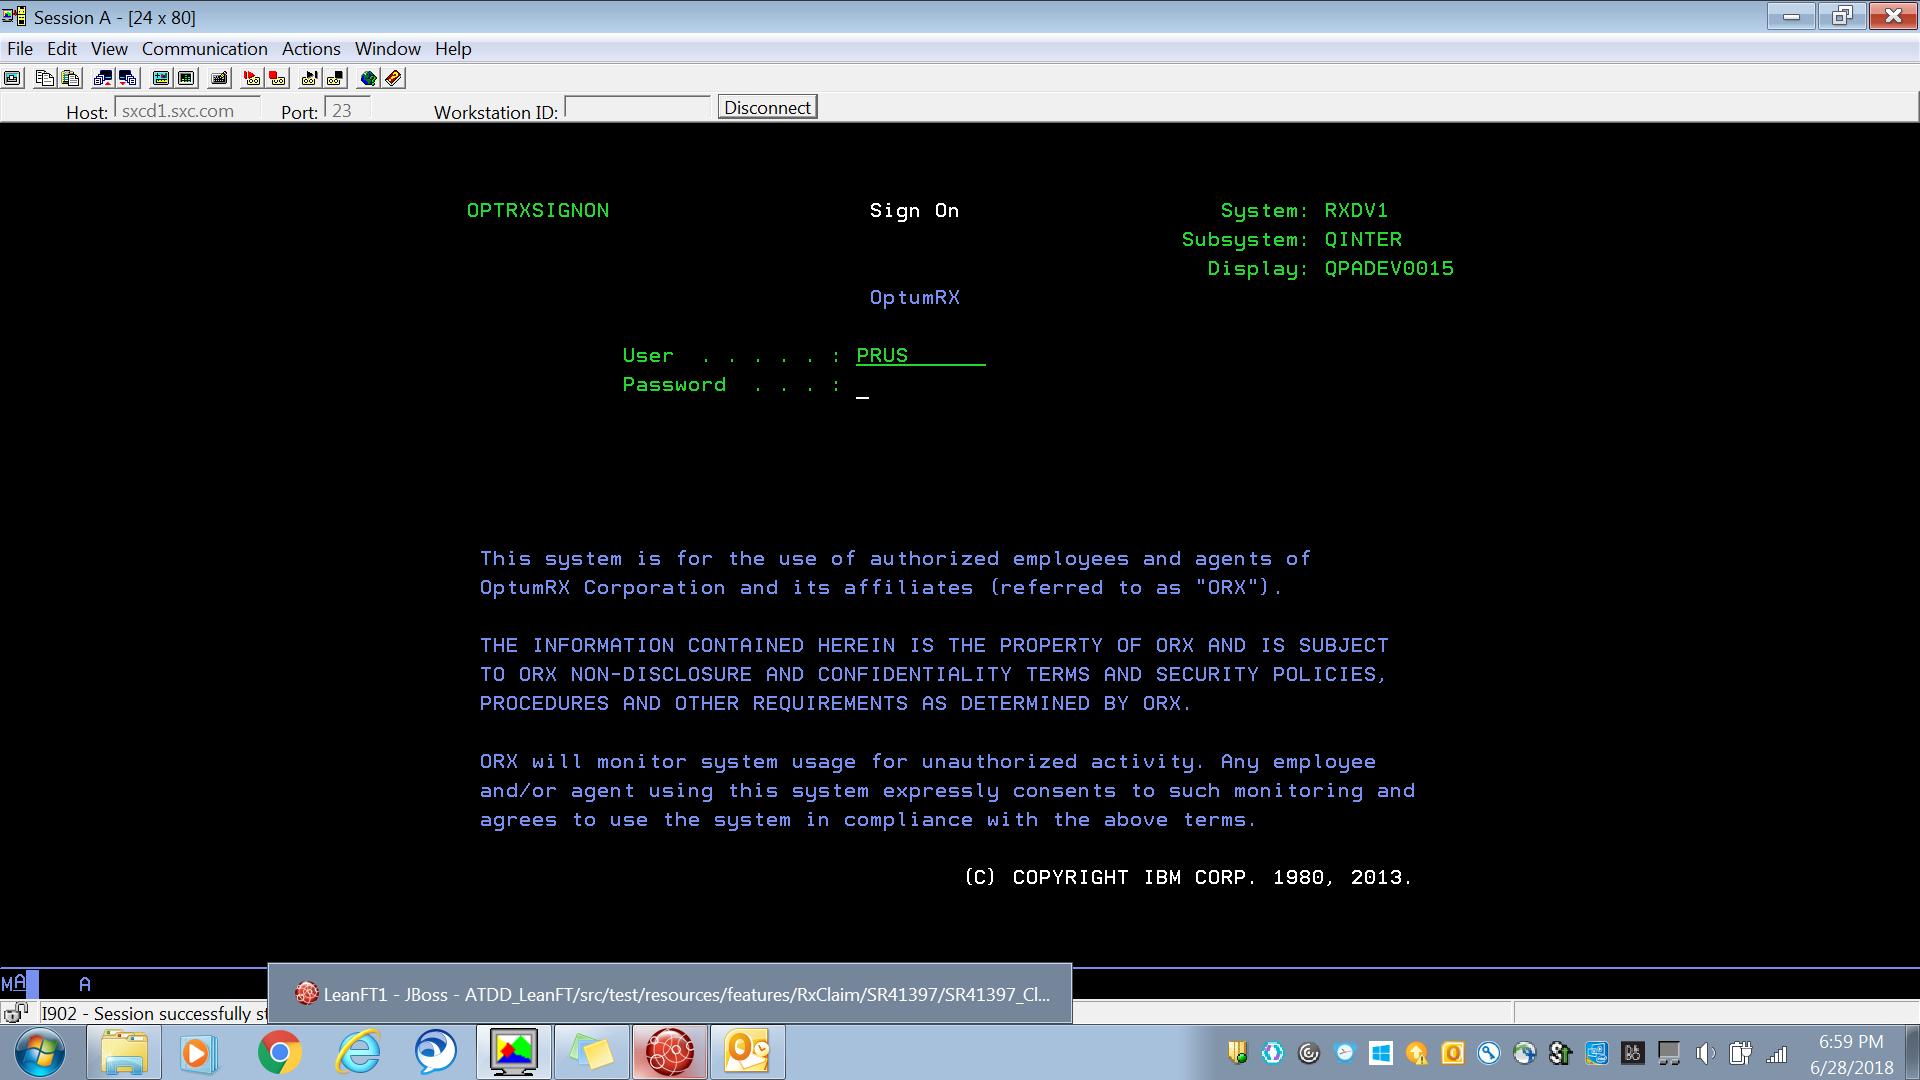 Session A - [24 x 80]
File Edit View Communication Actions Window Help
Host: sxcd1.sxc.com Port: 23 Workstation ID: Disconnect
OPTRXSIGNON Sign On System: RXDV1
Subsystem: QINTER
Display: QPADEV0015
OptumRX
User . . . . . : PRUS
Password . . . :
This system is for the use of authorized employees and agents of
OptumRX Corporation and its affiliates (referred to as "ORX").
THE INFORMATION CONTAINED HEREIN IS THE PROPERTY OF ORX AND IS SUBJECT
TO ORX NON-DISCLOSURE AND CONFIDENTIALITY TERMS AND SECURITY POLICIES,
PROCEDURES AND OTHER REQUIREMENTS AS DETERMINED BY ORX.
ORX will monitor system usage for unauthorized activity. Any employee
and/or agent using this system expressly consents to such monitoring and
agrees to use the system in compliance with the above terms.
(C) COPYRIGHT IBM CORP. 1980, 2013.
MA A
LeanFT1 - JBoss - ATDD_LeanFT/src/test/resources/features/RxClaim/SR41397/SR41397_Cl...
I902 - Session successfully st
6:59 PM
6/28/2018